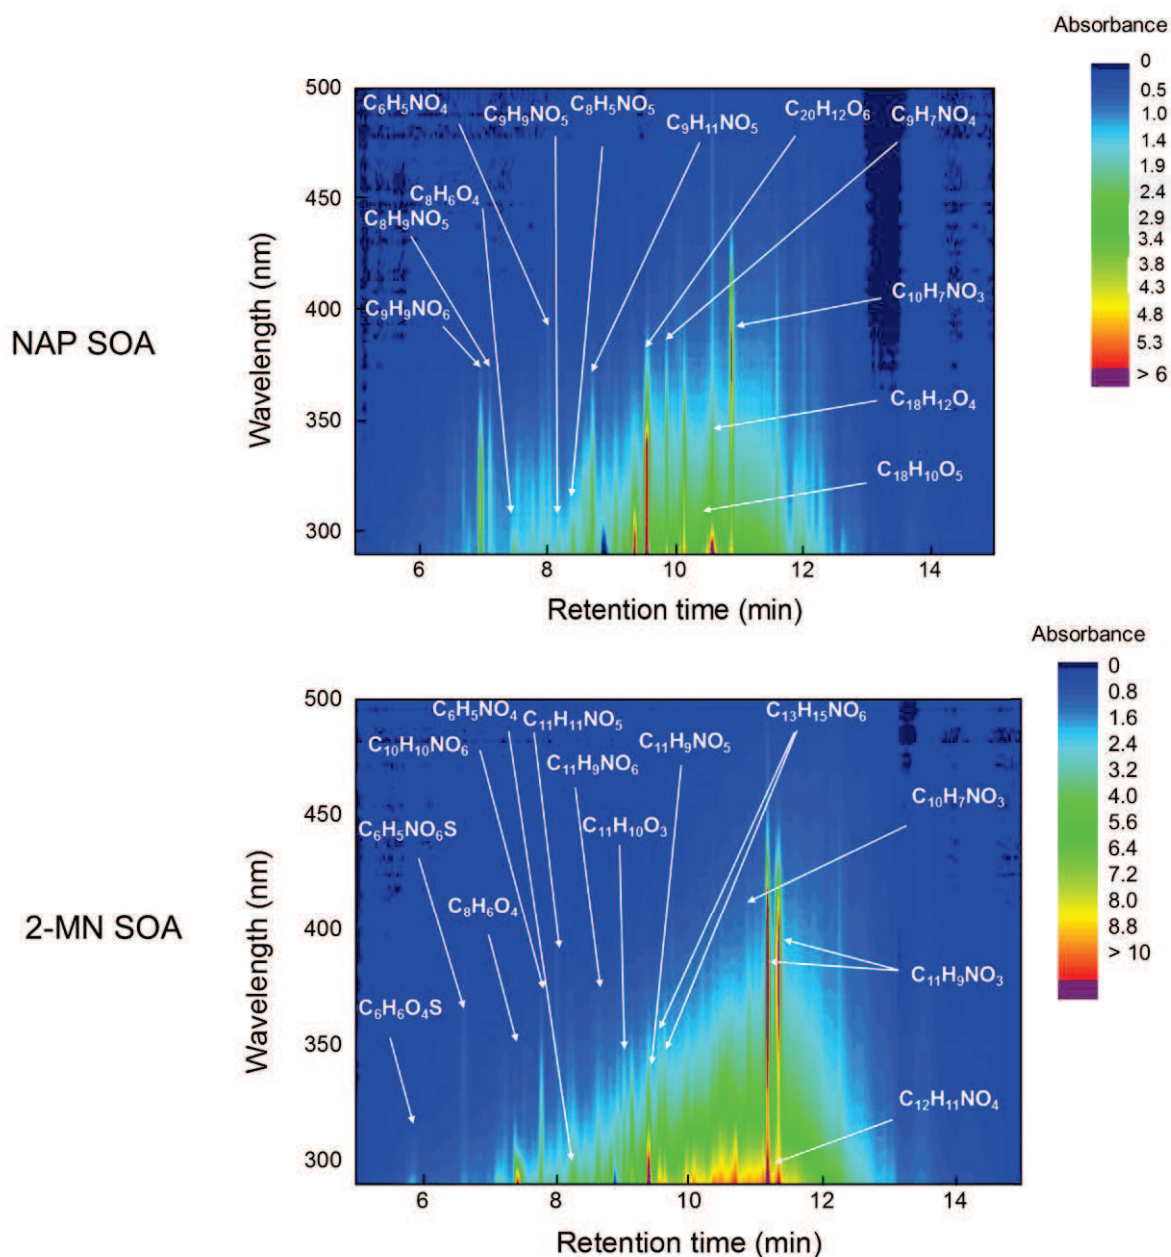 Absorbance
0
0.5
1.0
1.4
1.9
2.4
2.9
3.4
3.9
4.3
4.8
5.3
> 6
NAP SOA
Wavelength (nm)
500
450
400
350
300
C₆H₅NO₄
C₉H₉NO₅
C₈H₅NO₅
C₉H₁₁NO₅
C₂₀H₁₂O₆
C₉H₇NO₄
C₈H₆O₄
C₈H₉NO₅
C₉H₉NO₆
C₁₀H₇NO₃
C₁₈H₁₂O₄
C₁₈H₁₀O₅
6 8 10 12 14
Retention time (min)
Absorbance
0
0.8
1.6
2.4
3.2
4.0
5.6
6.4
7.2
8.0
8.8
> 10
2-MN SOA
Wavelength (nm)
500
450
400
350
300
C₆H₅NO₄
C₁₁H₁₁NO₅
C₁₃H₁₅NO₆
C₁₀H₁₀NO₆
C₁₁H₉NO₅
C₁₁H₉NO₆
C₁₀H₇NO₃
C₆H₅NO₆S
C₁₁H₁₀O₃
C₈H₆O₄
C₁₁H₉NO₃
C₆H₆O₄S
C₁₂H₁₁NO₄
6 8 10 12 14
Retention time (min)